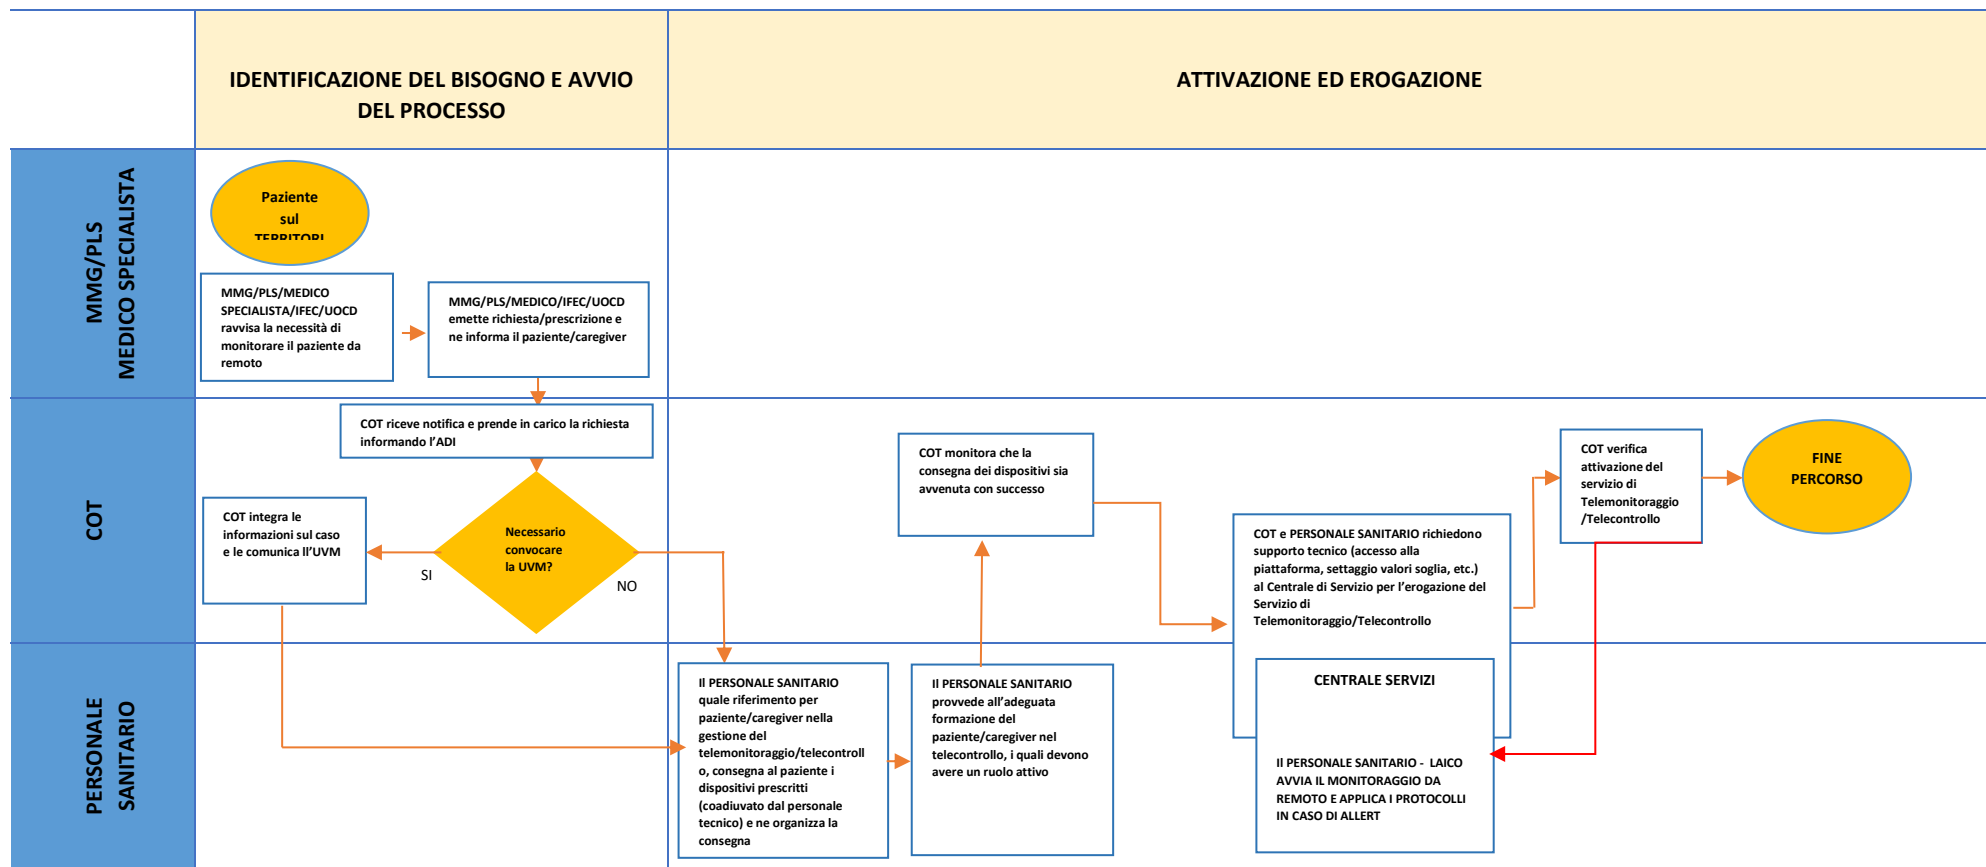 IDENTIFICAZIONE DEL BISOGNO E AVVIO
DEL PROCESSO
ATTIVAZIONE ED EROGAZIONE
MMG/PLS
MEDICO SPECIALISTA
Paziente
sul
TERRITORI
MMG/PLS/MEDICO
SPECIALISTA/IFEC/UOCD
ravvisa la necessità di
monitorare il paziente da
remoto
MMG/PLS/MEDICO/IFEC/UOCD
emette richiesta/prescrizione e
ne informa il paziente/caregiver
COT
COT riceve notifica e prende in carico la richiesta
informando l'ADI
Necessario
convocare
la UVM?
SI
NO
COT integra le
informazioni sul caso
e le comunica ll'UVM
COT monitora che la
consegna dei dispositivi sia
avvenuta con successo
COT e PERSONALE SANITARIO richiedono
supporto tecnico (accesso alla
piattaforma, settaggio valori soglia, etc.)
al Centrale di Servizio per l'erogazione del
Servizio di
Telemonitoraggio/Telecontrollo
COT verifica
attivazione del
servizio di
Telemonitoraggio
/Telecontrollo
FINE
PERCORSO
PERSONALE
SANITARIO
Il PERSONALE SANITARIO
quale riferimento per
paziente/caregiver nella
gestione del
telemonitoraggio/telecontroll
o, consegna al paziente i
dispositivi prescritti
(coadiuvato dal personale
tecnico) e ne organizza la
consegna
Il PERSONALE SANITARIO
provvede all'adeguata
formazione del
paziente/caregiver nel
telecontrollo, i quali devono
avere un ruolo attivo
CENTRALE SERVIZI
Il PERSONALE SANITARIO - LAICO
AVVIA IL MONITORAGGIO DA
REMOTO E APPLICA I PROTOCOLLI
IN CASO DI ALLERT